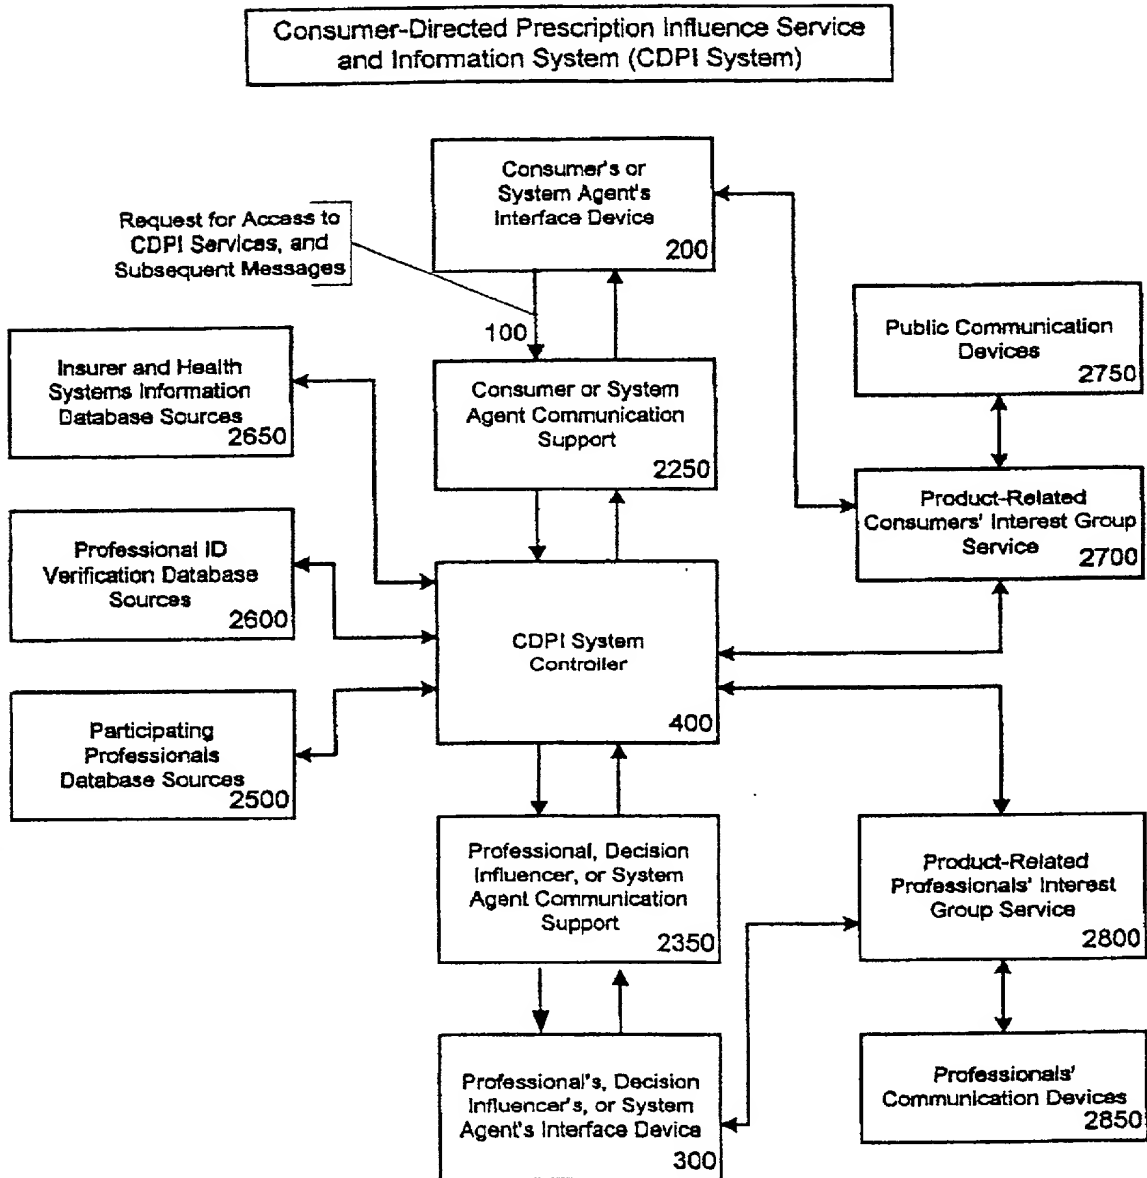 Consumer-Directed Prescription Influence Service
and Information System (CDPI System)
Consumer's or
System Agent's
Interface Device
200
Request for Access to
CDPI Services, and
Subsequent Messages
100
Public Communication
Devices
2750
Insurer and Health
Systems Information
Database Sources
2650
Consumer or System
Agent Communication
Support
2250
Product-Related
Consumers' Interest Group
Service
2700
Professional ID
Verification Database
Sources
2600
CDPI System
Controller
400
Participating
Professionals
Database Sources
2500
Professional, Decision
Influencer, or System
Agent Communication
Support
2350
Product-Related
Professionals' Interest
Group Service
2800
Professional's, Decision
Influencer's, or System
Agent's Interface Device
300
Professionals'
Communication Devices
2850